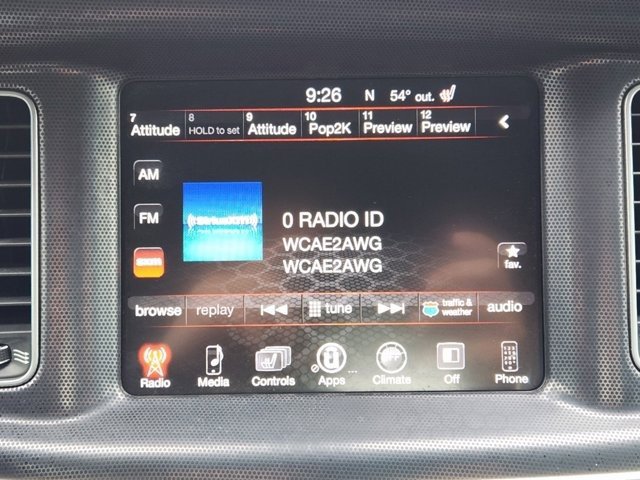 9:26 N 54° out.
7 8 9 10 11 12
Attitude HOLD to set Attitude Pop2K Preview Preview
AM
FM
SXM
SiriusXM
0 RADIO ID
WCAE2AWG
WCAE2AWG
fav.
browse replay tune traffic & weather audio
Radio Media Controls Apps ... Climate Off Phone